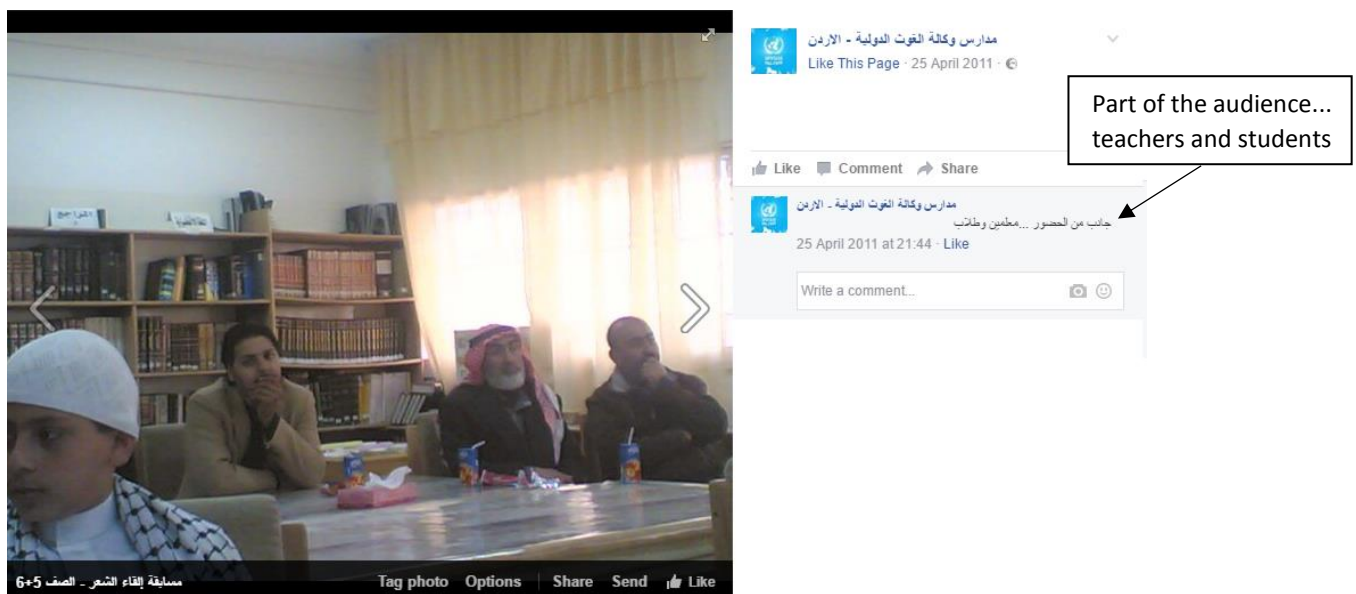 مدارس وكالة الغوث الدولية - الاردن
Like This Page · 25 April 2011
Part of the audience...
teachers and students
Like Comment Share
مدارس وكالة الغوث الدولية - الاردن
جانب من الحضور ...معلمين وطلاب
25 April 2011 at 21:44 · Like
Write a comment...
المراجع
مسابقة إلقاء الشعر - الصف 5+6
Tag photo Options Share Send Like